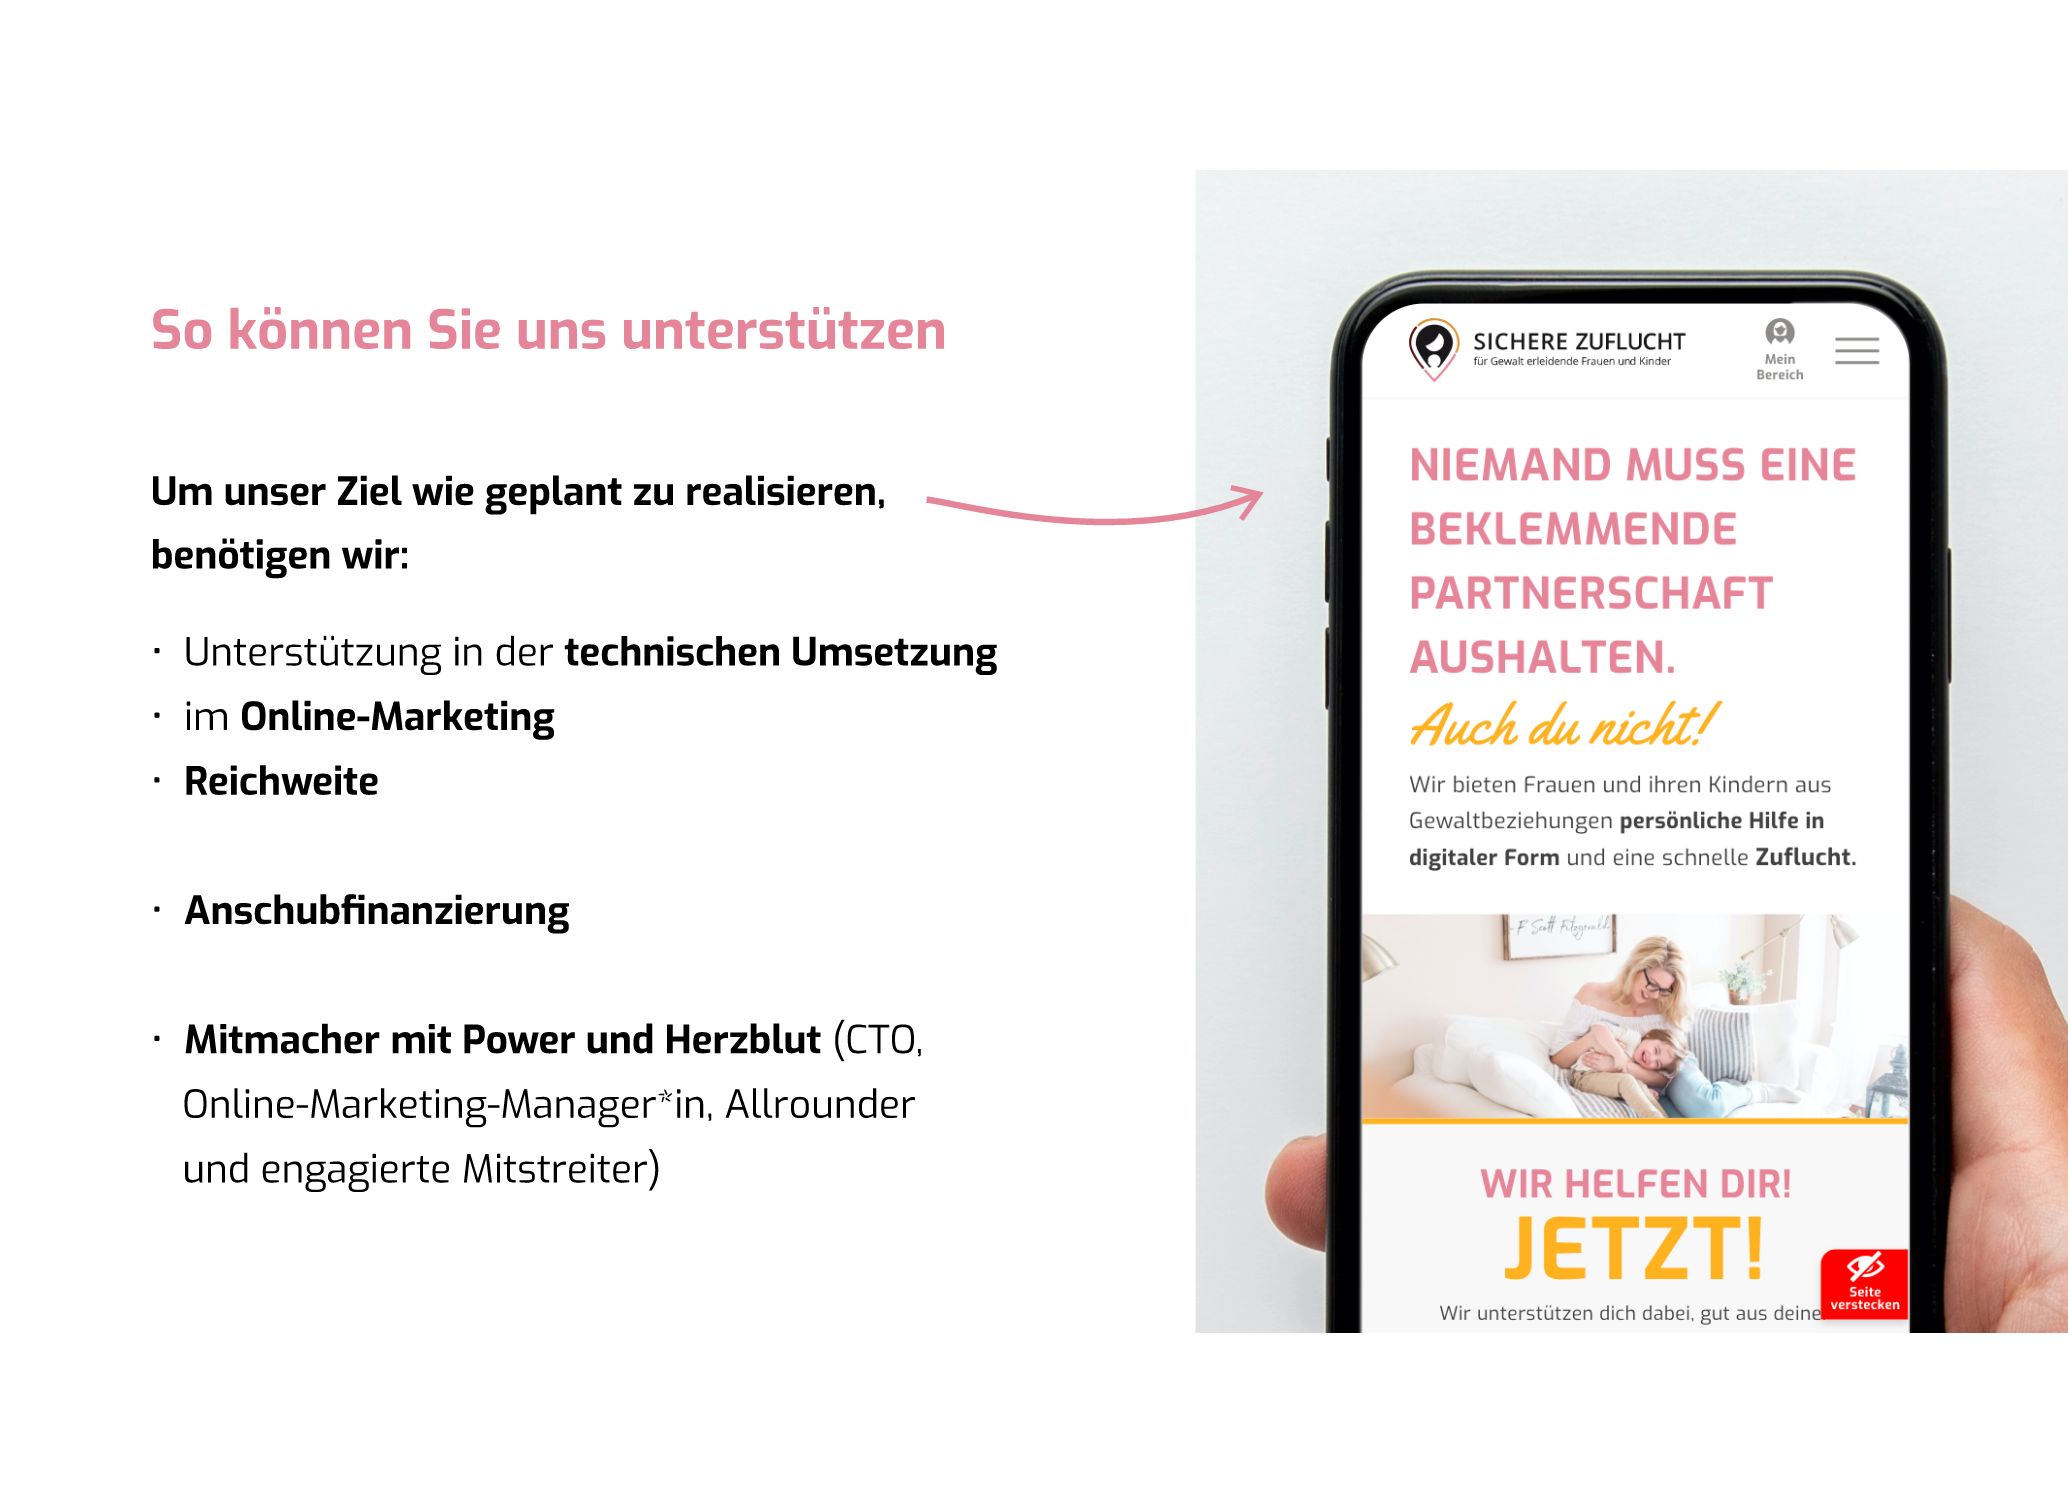 So können Sie uns unterstützen
Um unser Ziel wie geplant zu realisieren,
benötigen wir:
· Unterstützung in der technischen Umsetzung
· im Online-Marketing
· Reichweite
· Anschubfinanzierung
· Mitmacher mit Power und Herzblut (CTO,
Online-Marketing-Manager*in, Allrounder
und engagierte Mitstreiter)
SICHERE ZUFLUCHT
für Gewalt erleidende Frauen und Kinder
Mein
Bereich
NIEMAND MUSS EINE
BEKLEMMENDE
PARTNERSCHAFT
AUSHALTEN.
Auch du nicht!
Wir bieten Frauen und ihren Kindern aus
Gewaltbeziehungen persönliche Hilfe in
digitaler Form und eine schnelle Zuflucht.
-F Scott Fitzgerald
WIR HELFEN DIR!
JETZT!
Wir unterstützen dich dabei, gut aus deine
Seite
verstecken